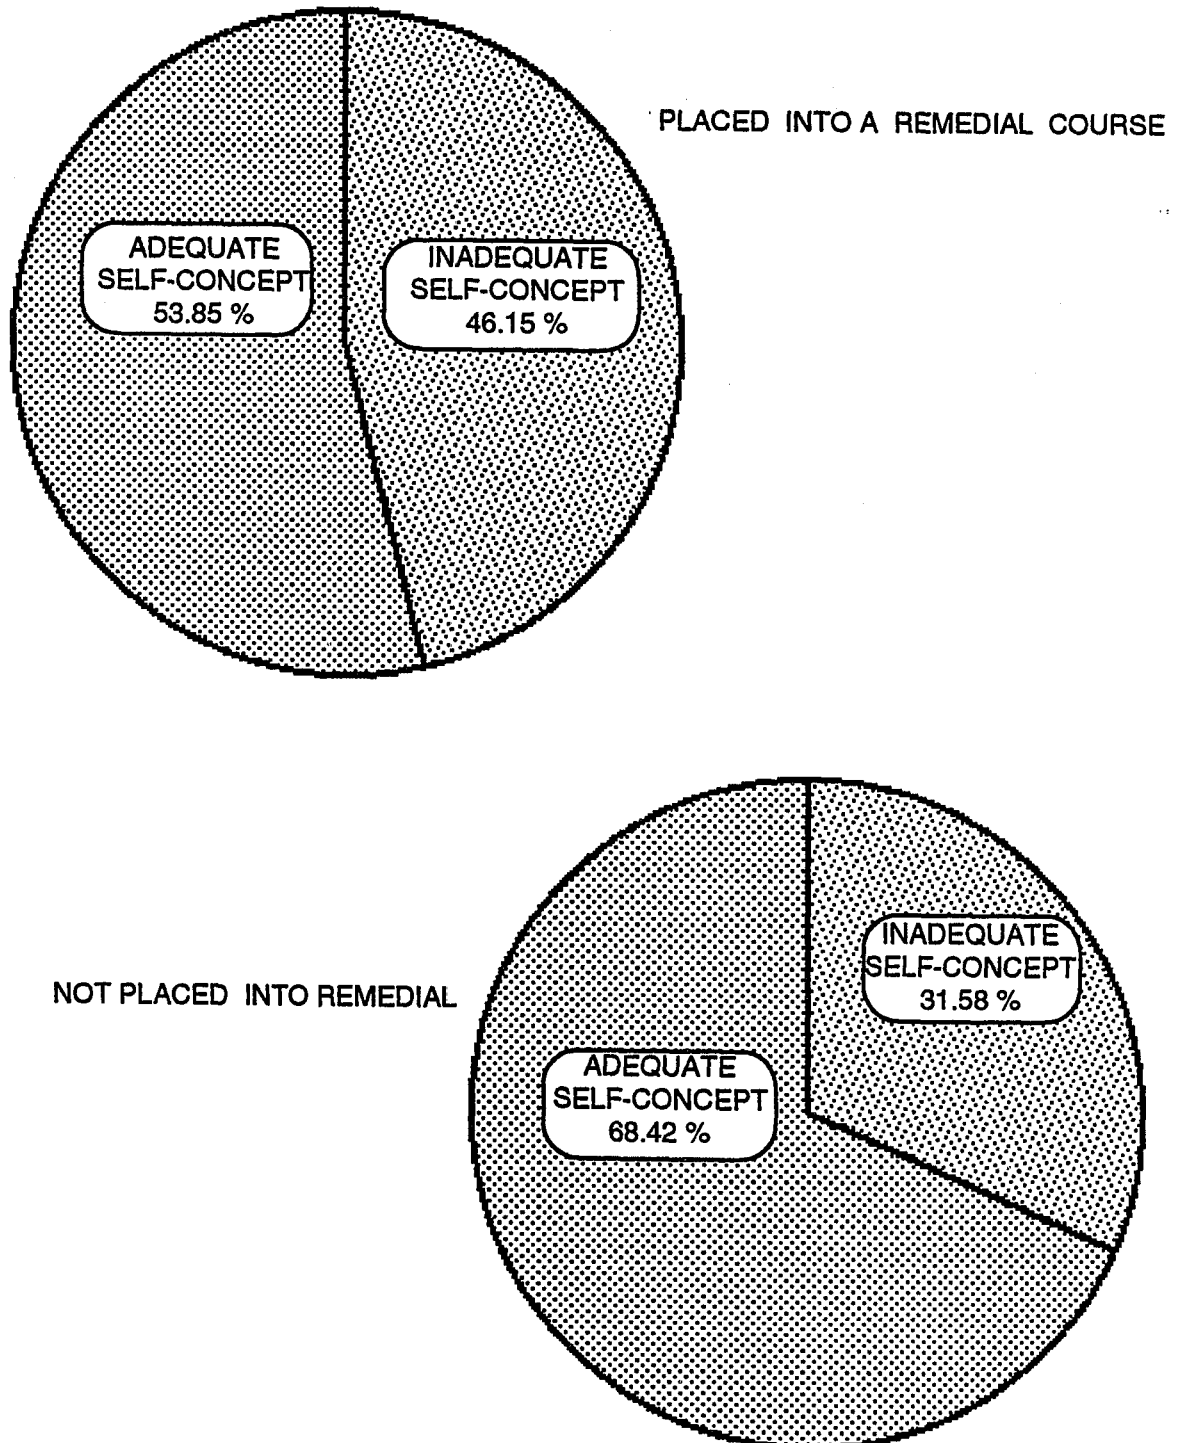 PLACED INTO A REMEDIAL COURSE
ADEQUATE
SELF-CONCEPT
53.85 %
INADEQUATE
SELF-CONCEPT
46.15 %
NOT PLACED INTO REMEDIAL
INADEQUATE
SELF-CONCEPT
31.58 %
ADEQUATE
SELF-CONCEPT
68.42 %